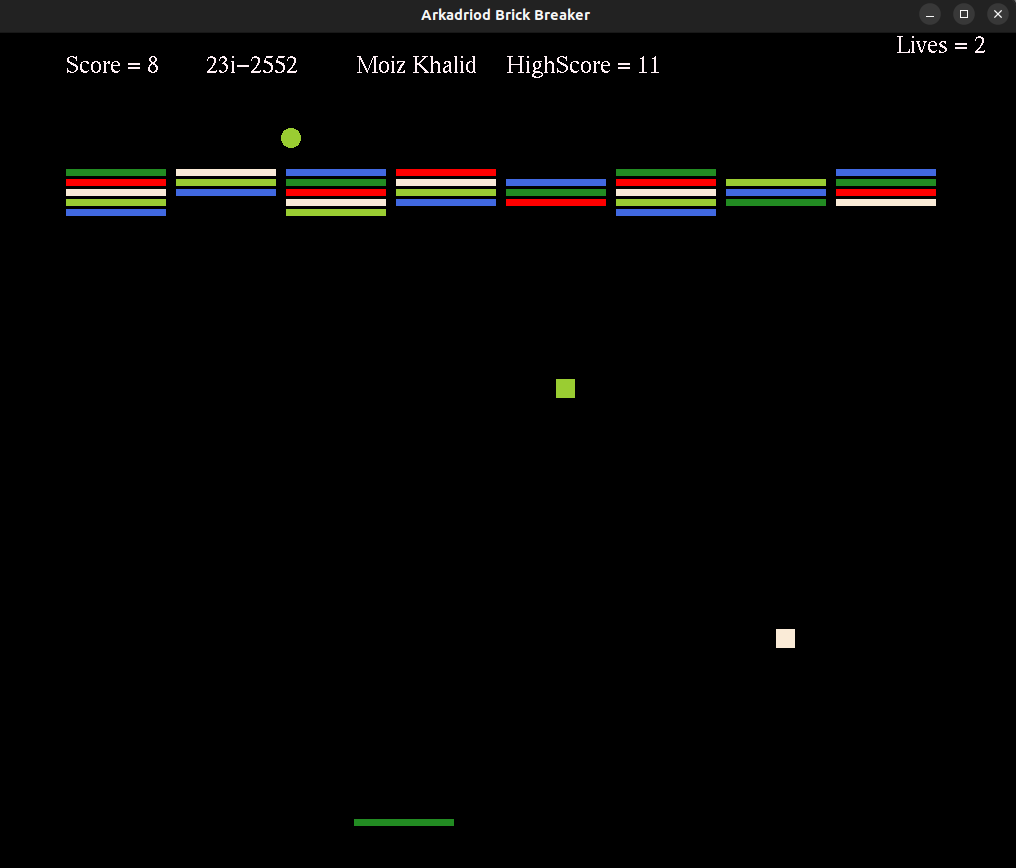 Arkadriod Brick Breaker
Lives = 2
Score = 8 23i-2552 Moiz Khalid HighScore = 11